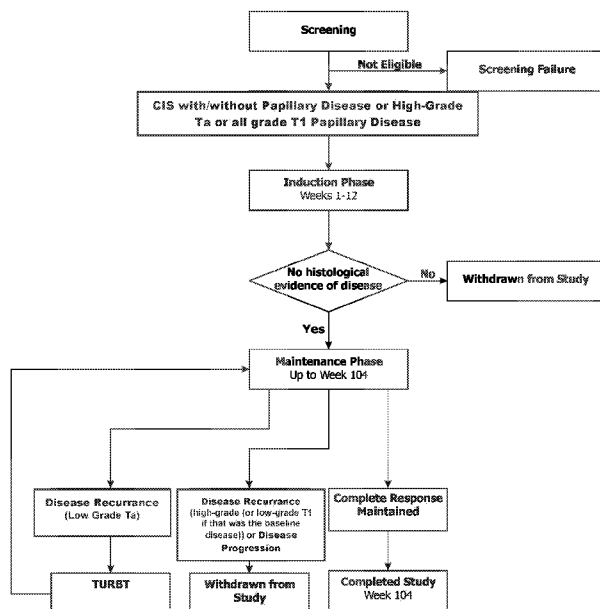 Screening
Not Eligible
Screening Failure
CIS with/without Papillary Disease or High-Grade
Ta or all grade T1 Papillary Disease
Induction Phase
Weeks 1-12
No histological
evidence of disease
No
Withdrawn from Study
Yes
Maintenance Phase
Up to Week 104
Disease Recurrance
(Low Grade Ta)
Disease Recurrance
(high-grade (or low-grade T1
if that was the baseline
disease)) or Disease
Progression
Complete Response
Maintained
TURBT
Withdrawn from
Study
Completed Study
Week 104